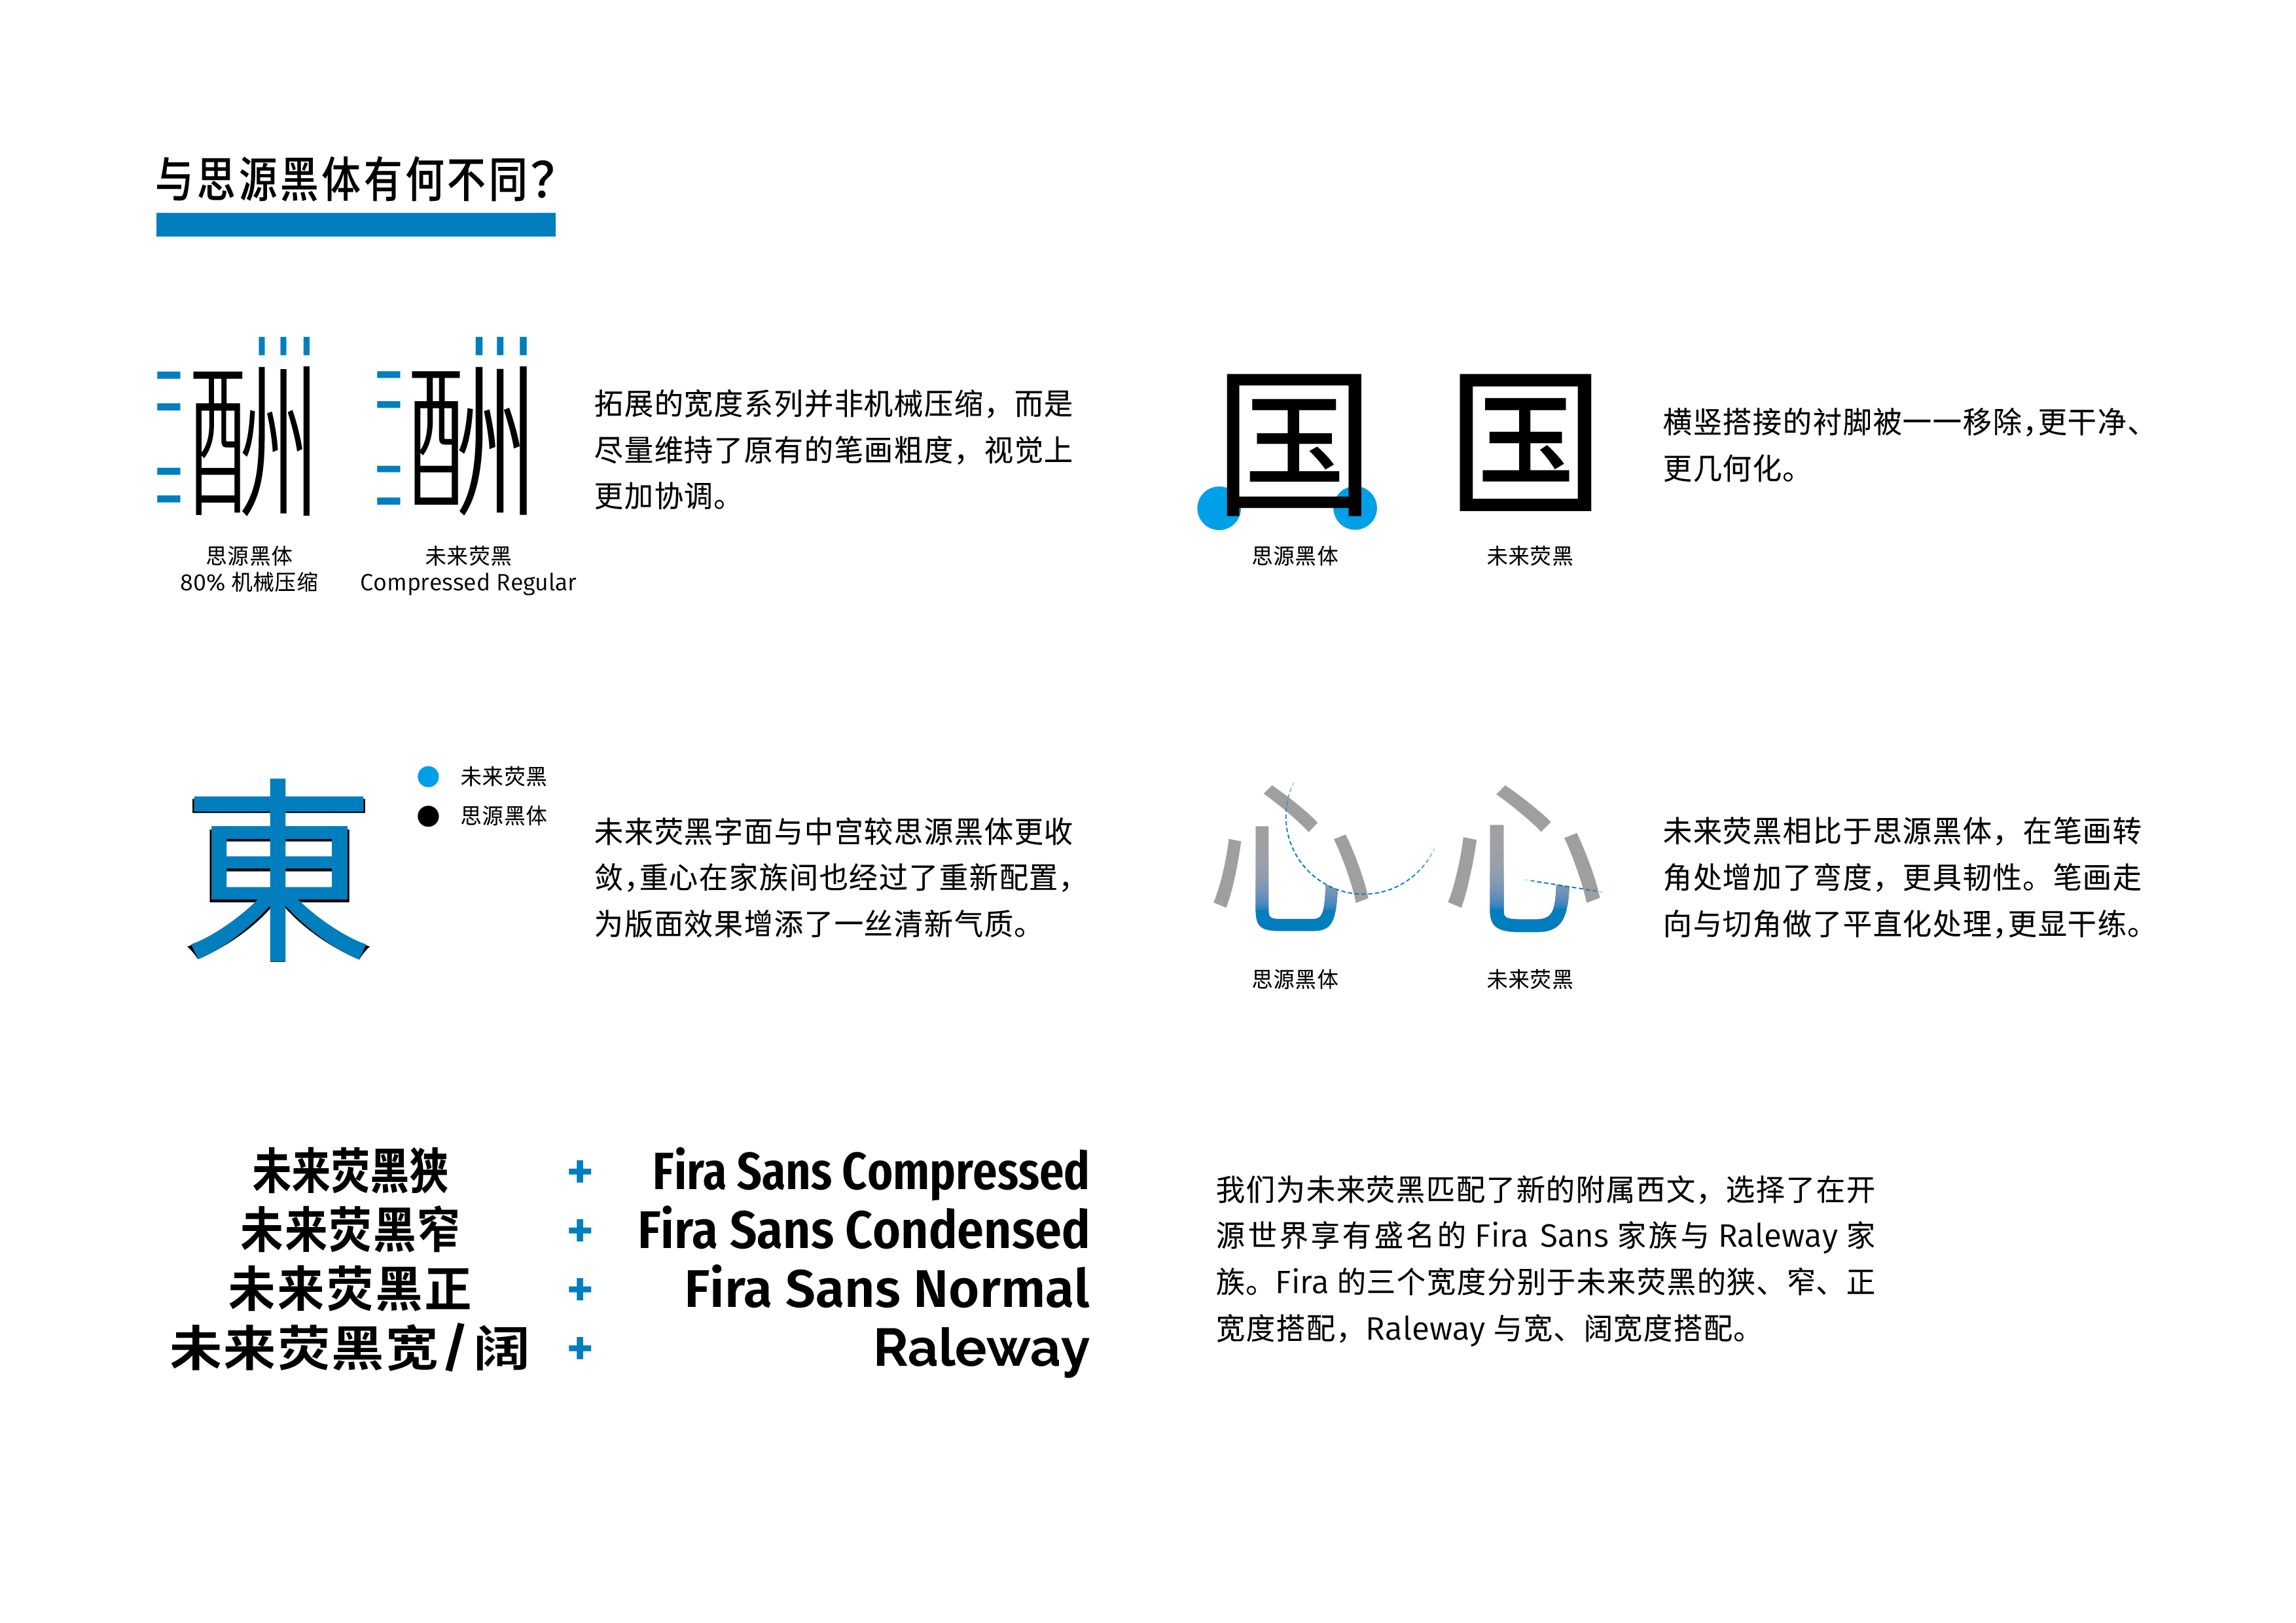 与思源黑体有何不同？
酬
酬
思源黑体
80% 机械压缩
未来荧黑
Compressed Regular
拓展的宽度系列并非机械压缩，而是
尽量维持了原有的笔画粗度，视觉上
更加协调。
国
国
思源黑体
未来荧黑
横竖搭接的衬脚被一一移除，更干净、
更几何化。
東
未来荧黑
思源黑体
未来荧黑字面与中宫较思源黑体更收
敛，重心在家族间也经过了重新配置，
为版面效果增添了一丝清新气质。
心
心
思源黑体
未来荧黑
未来荧黑相比于思源黑体，在笔画转
角处增加了弯度，更具韧性。笔画走
向与切角做了平直化处理，更显干练。
未来荧黑狭 + Fira Sans Compressed
未来荧黑窄 + Fira Sans Condensed
未来荧黑正 + Fira Sans Normal
未来荧黑宽/阔 + Raleway
我们为未来荧黑匹配了新的附属西文，选择了在开
源世界享有盛名的 Fira Sans 家族与 Raleway 家
族。Fira 的三个宽度分别于未来荧黑的狭、窄、正
宽度搭配，Raleway 与宽、阔宽度搭配。